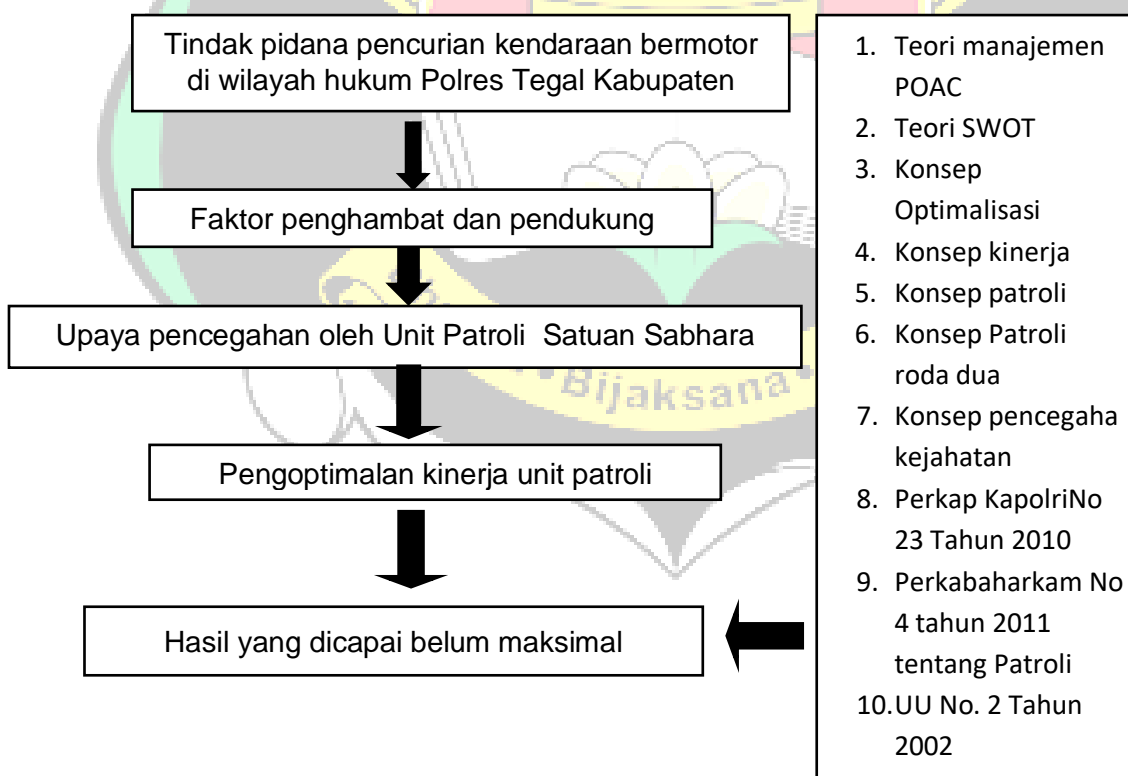 Tindak pidana pencurian kendaraan bermotor
di wilayah hukum Polres Tegal Kabupaten
Faktor penghambat dan pendukung
Upaya pencegahan oleh Unit Patroli Satuan Sabhara
Bijaksana
Pengoptimalan kinerja unit patroli
Hasil yang dicapai belum maksimal
1. Teori manajemen
POAC
2. Teori SWOT
3. Konsep
Optimalisasi
4. Konsep kinerja
5. Konsep patroli
6. Konsep Patroli
roda dua
7. Konsep pencegaha
kejahatan
8. Perkap KapolriNo
23 Tahun 2010
9. Perkabaharkam No
4 tahun 2011
tentang Patroli
10.UU No. 2 Tahun
2002